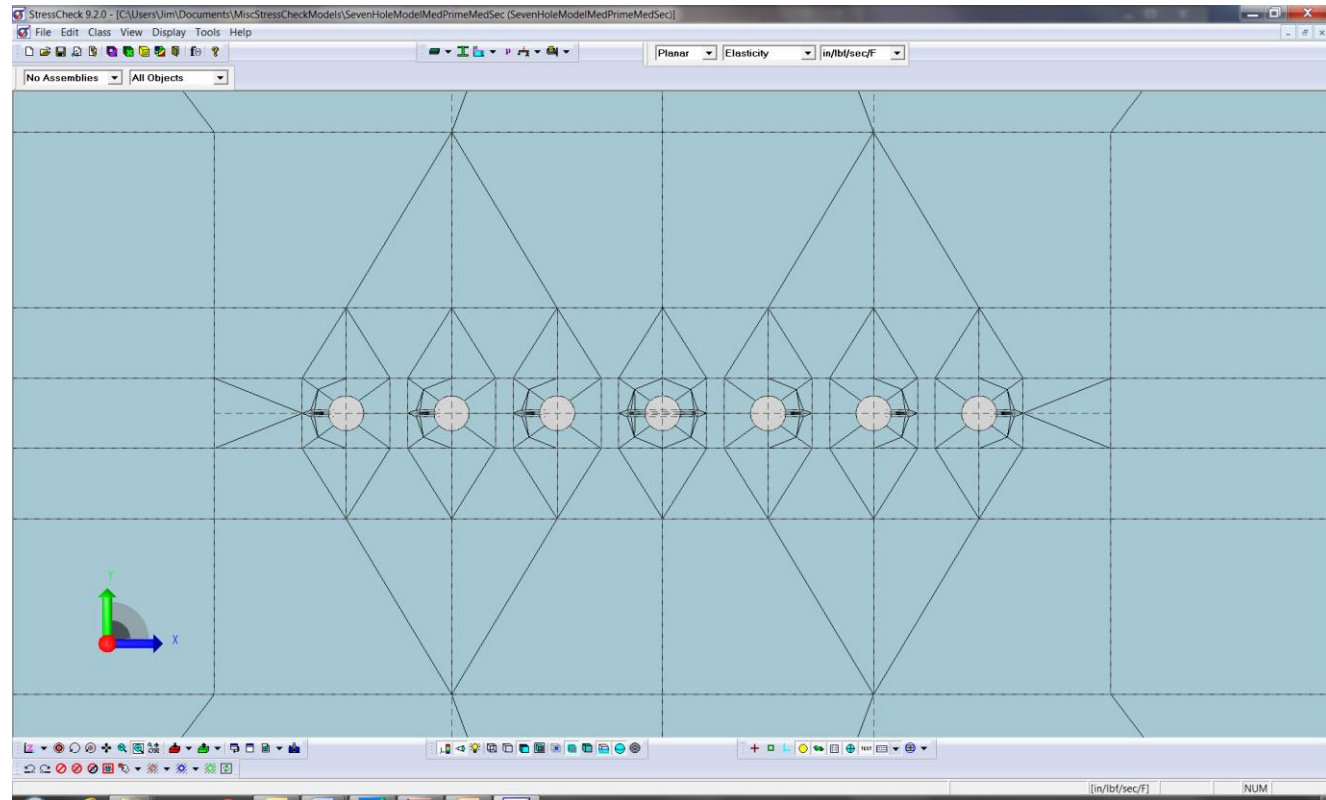 StressCheck 9.2.0 - [C:\Users\Jim\Documents\MiscStressCheckModels\SevenHoleModelMedPrimeMedSec (SevenHoleModelMedPrimeMedSec)]
File Edit Class View Display Tools Help
Planar Elasticity in/lbf/sec/F
No Assemblies All Objects
Y
X
[in/lbf/sec/F] NUM